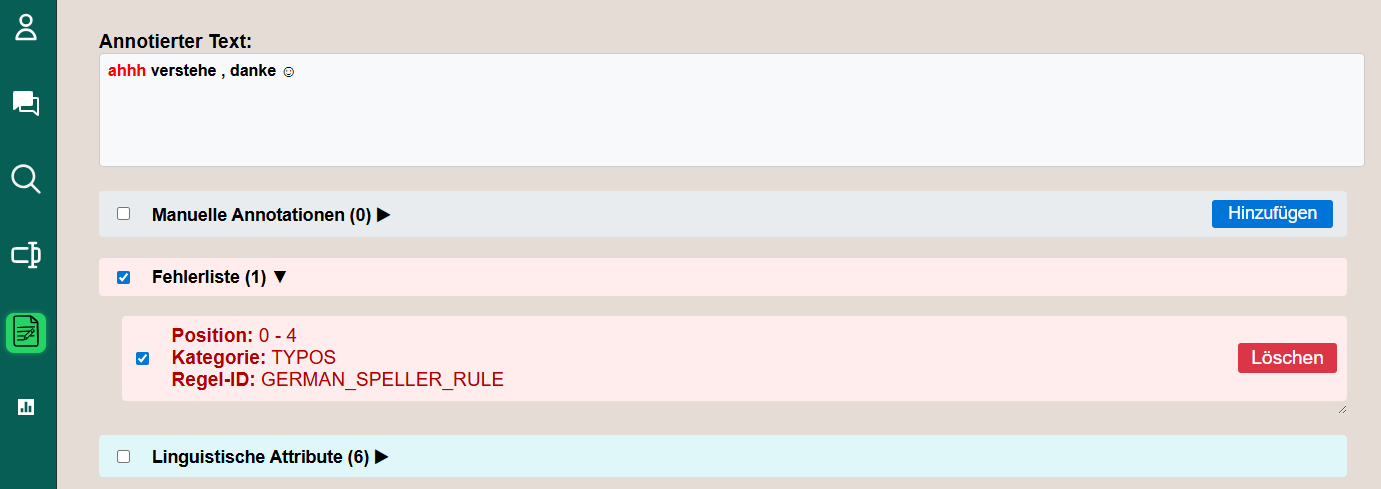 Annotierter Text:
ahhh verstehe , danke ☺
Manuelle Annotationen (0) ▶
Hinzufügen
Fehlerliste (1) ▼
Position: 0 - 4
Kategorie: TYPOS
Regel-ID: GERMAN_SPELLER_RULE
Löschen
Linguistische Attribute (6) ▶